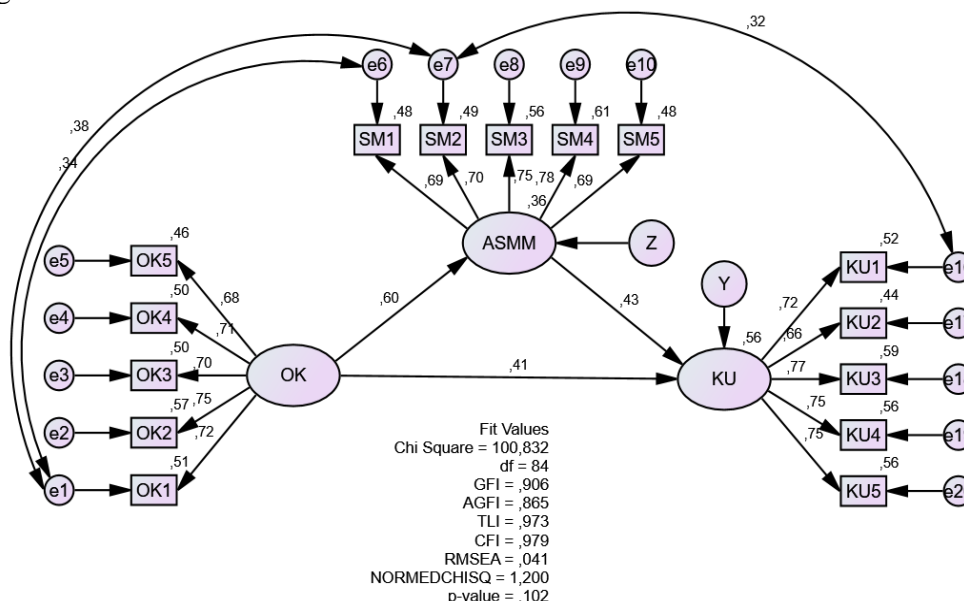 ,32
e6 e7 e8 e9 e10
,48 ,49 ,56 ,61 ,48
,38
SM1 SM2 SM3 SM4 SM5
,34
,69 ,70 ,75 ,78 ,69
,36
ASMM Z
,46
e5 OK5
,52
KU1
,68
,50
e4 OK4
,60 ,43
Y
,72 ,44
KU2
,71
,50
e3 OK3 ,70
OK ,41 ,56 KU
,66 ,59
,77 KU3
,57 ,75
e2 OK2
,72
,75 ,56
KU4
,51
e1 OK1
,75 ,56
KU5
Fit Values
Chi Square = 100,832
df = 84
GFI = ,906
AGFI = ,865
TLI = ,973
CFI = ,979
RMSEA = ,041
NORMEDCHISQ = 1,200
p-value = ,102